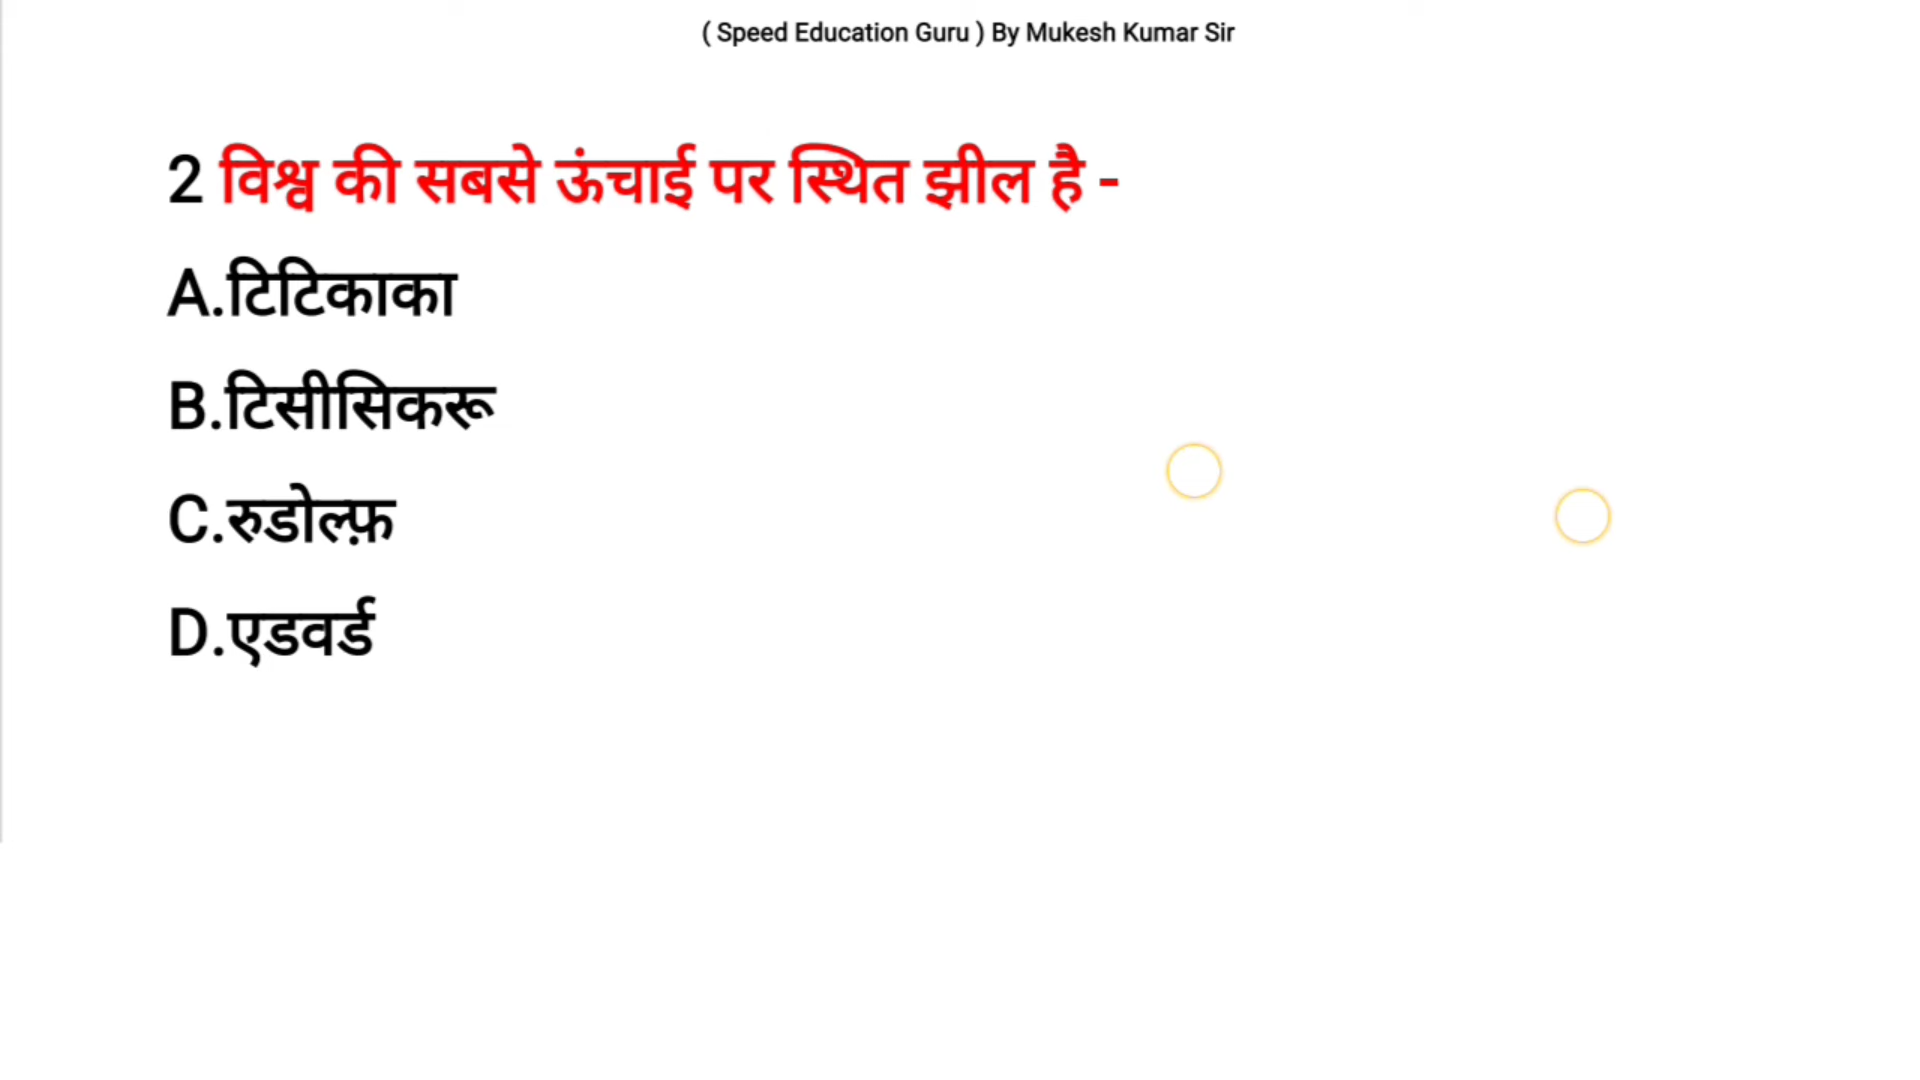 ( Speed Education Guru ) By Mukesh Kumar Sir
2 विश्व की सबसे ऊंचाई पर स्थित झील है -
A.टिटिकाका
B.टिसीसिकरू
C.रुडोल्फ़
D.एडवर्ड